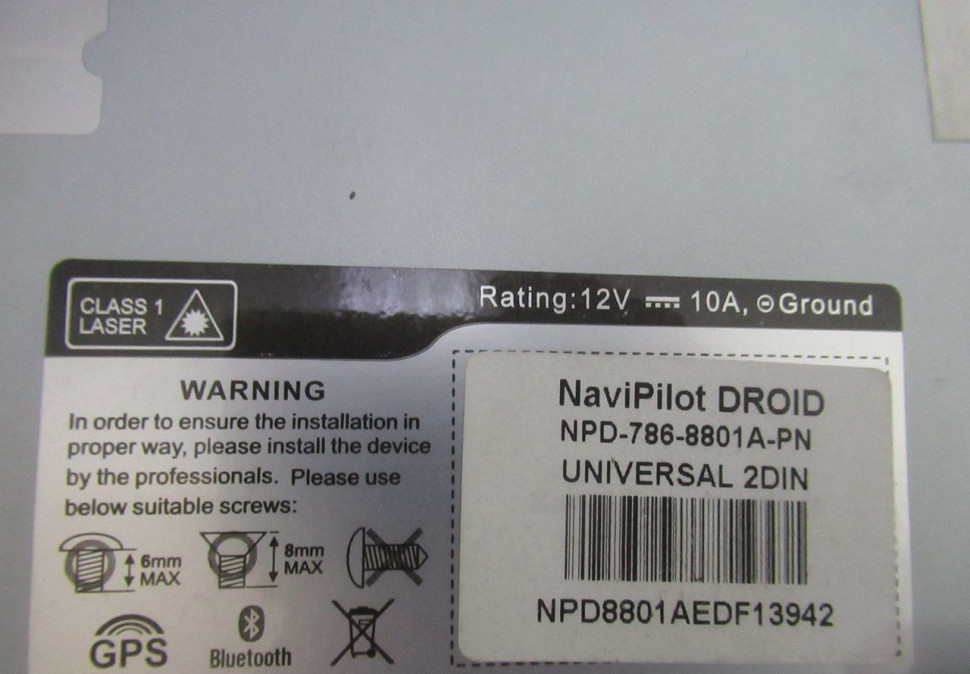 CLASS 1
LASER
Rating:12V ⎓ 10A, ⊖Ground
WARNING
In order to ensure the installation in
proper way, please install the device
by the professionals. Please use
below suitable screws:
6mm
MAX
8mm
MAX
GPS
Bluetooth
NaviPilot DROID
NPD-786-8801A-PN
UNIVERSAL 2DIN
NPD8801AEDF13942